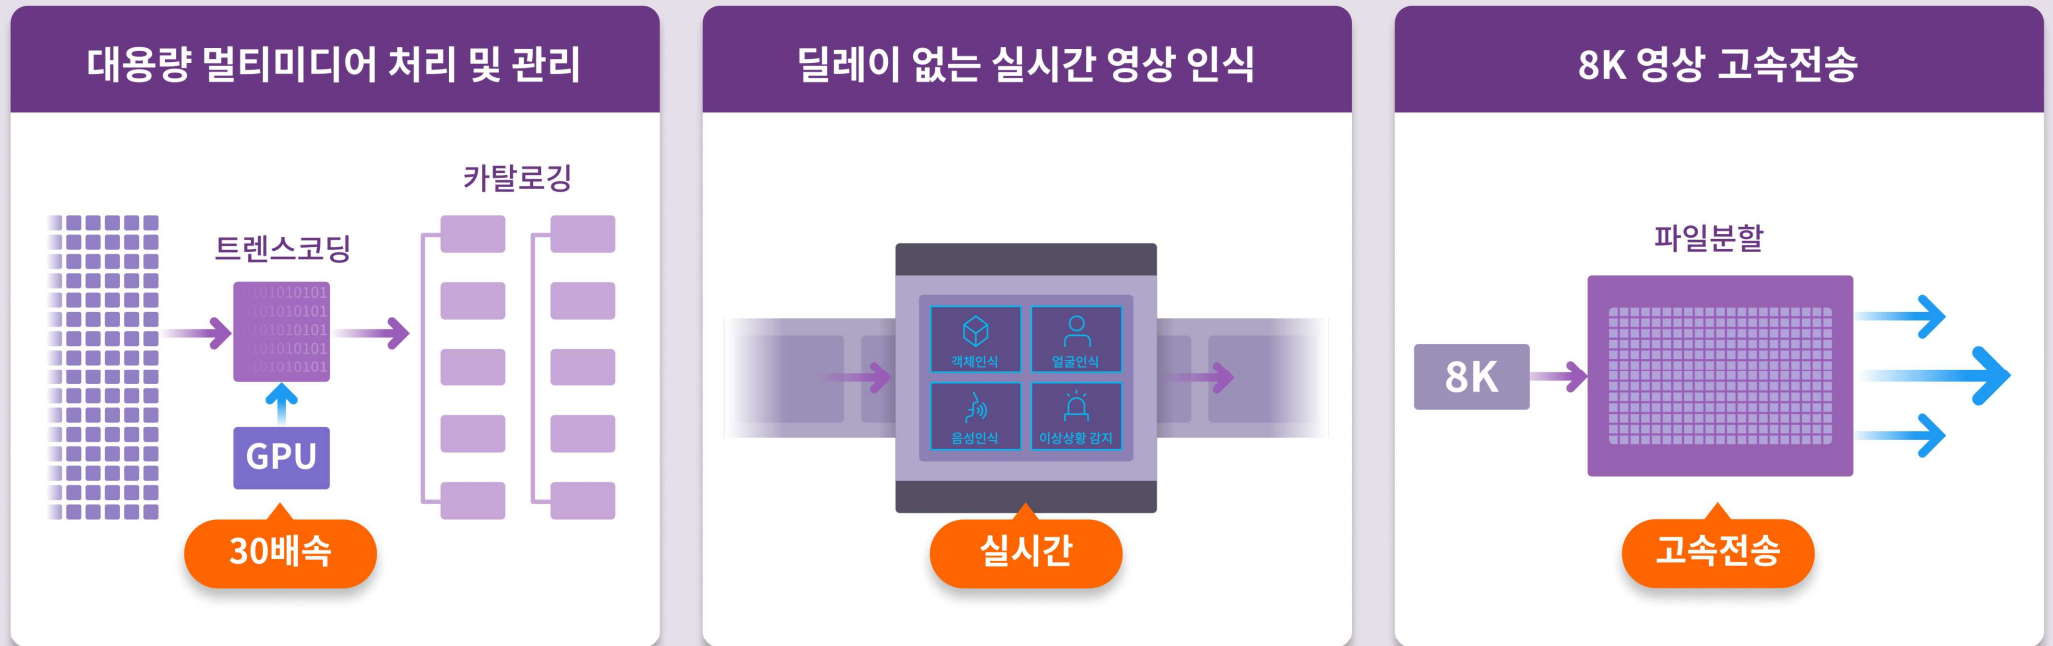 대용량 멀티미디어 처리 및 관리
카탈로깅
트렌스코딩
101010101
101010101
101010101
101010101
101010101
GPU
30배속
딜레이 없는 실시간 영상 인식
객체인식
얼굴인식
음성인식
이상상황 감지
실시간
8K 영상 고속전송
파일분할
8K
고속전송